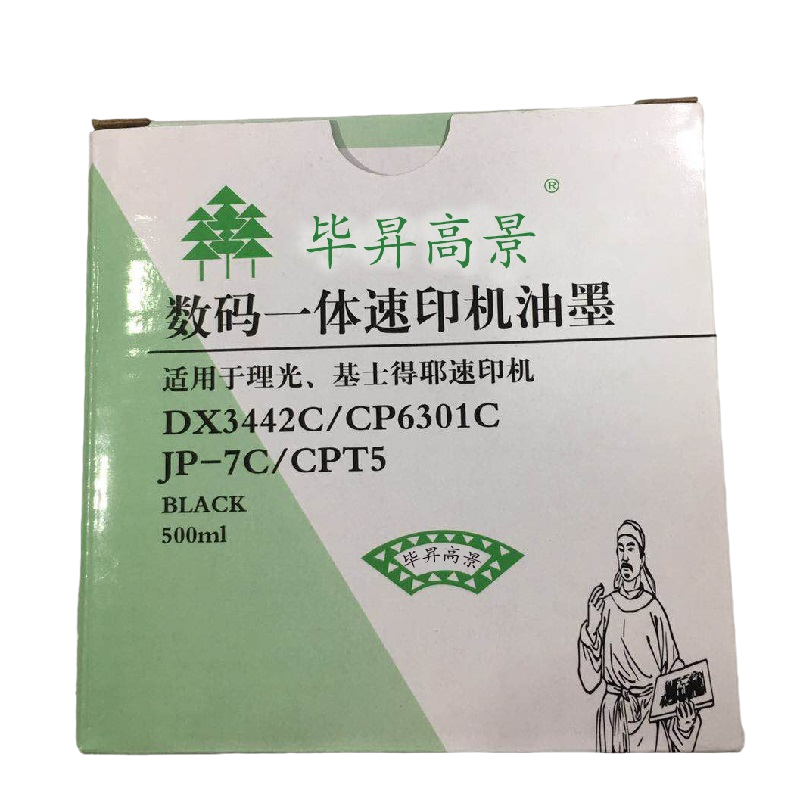 ®
毕昇高景
数码一体速印机油墨
适用于理光、基士得耶速印机
DX3442C/CP6301C
JP-7C/CPT5
BLACK
500ml
毕昇高景